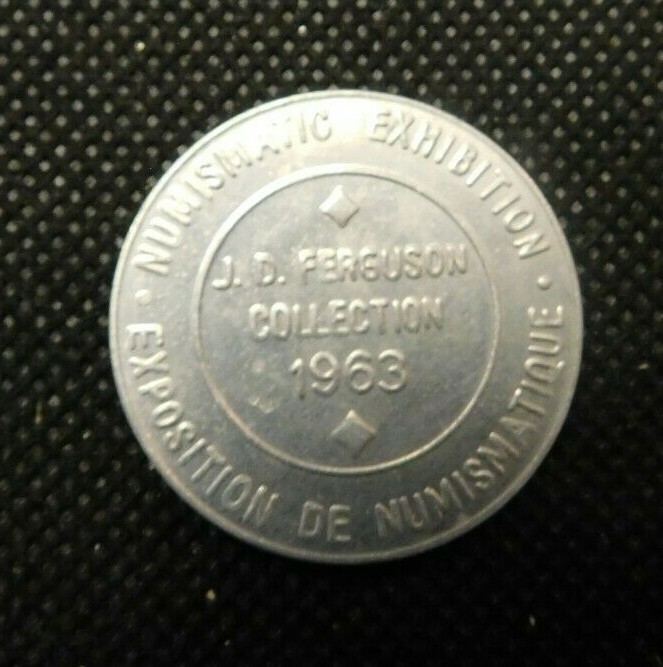 NUMISMATIC EXHIBITION
J. D. FERGUSON
COLLECTION
1963
EXPOSITION DE NUMISMATIQUE